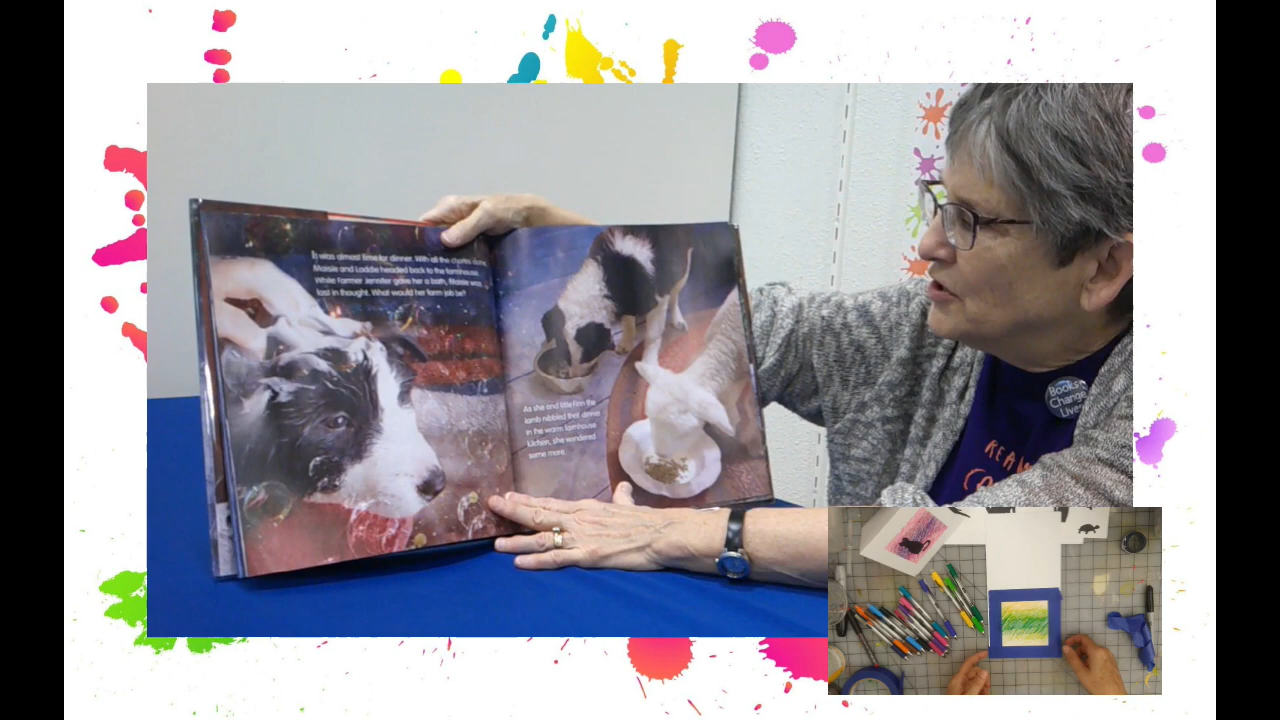 It was almost time for dinner. With all the chores done,
Maisie and Laddie headed back to the farmhouse.
While Farmer Jennifer gave her a bath, Maisie was
lost in thought. What would her farm job be?
As she and little Finn the
lamb nibbled their dinner
in the warm farmhouse
kitchen, she wondered
some more.
Books
Change
Lives